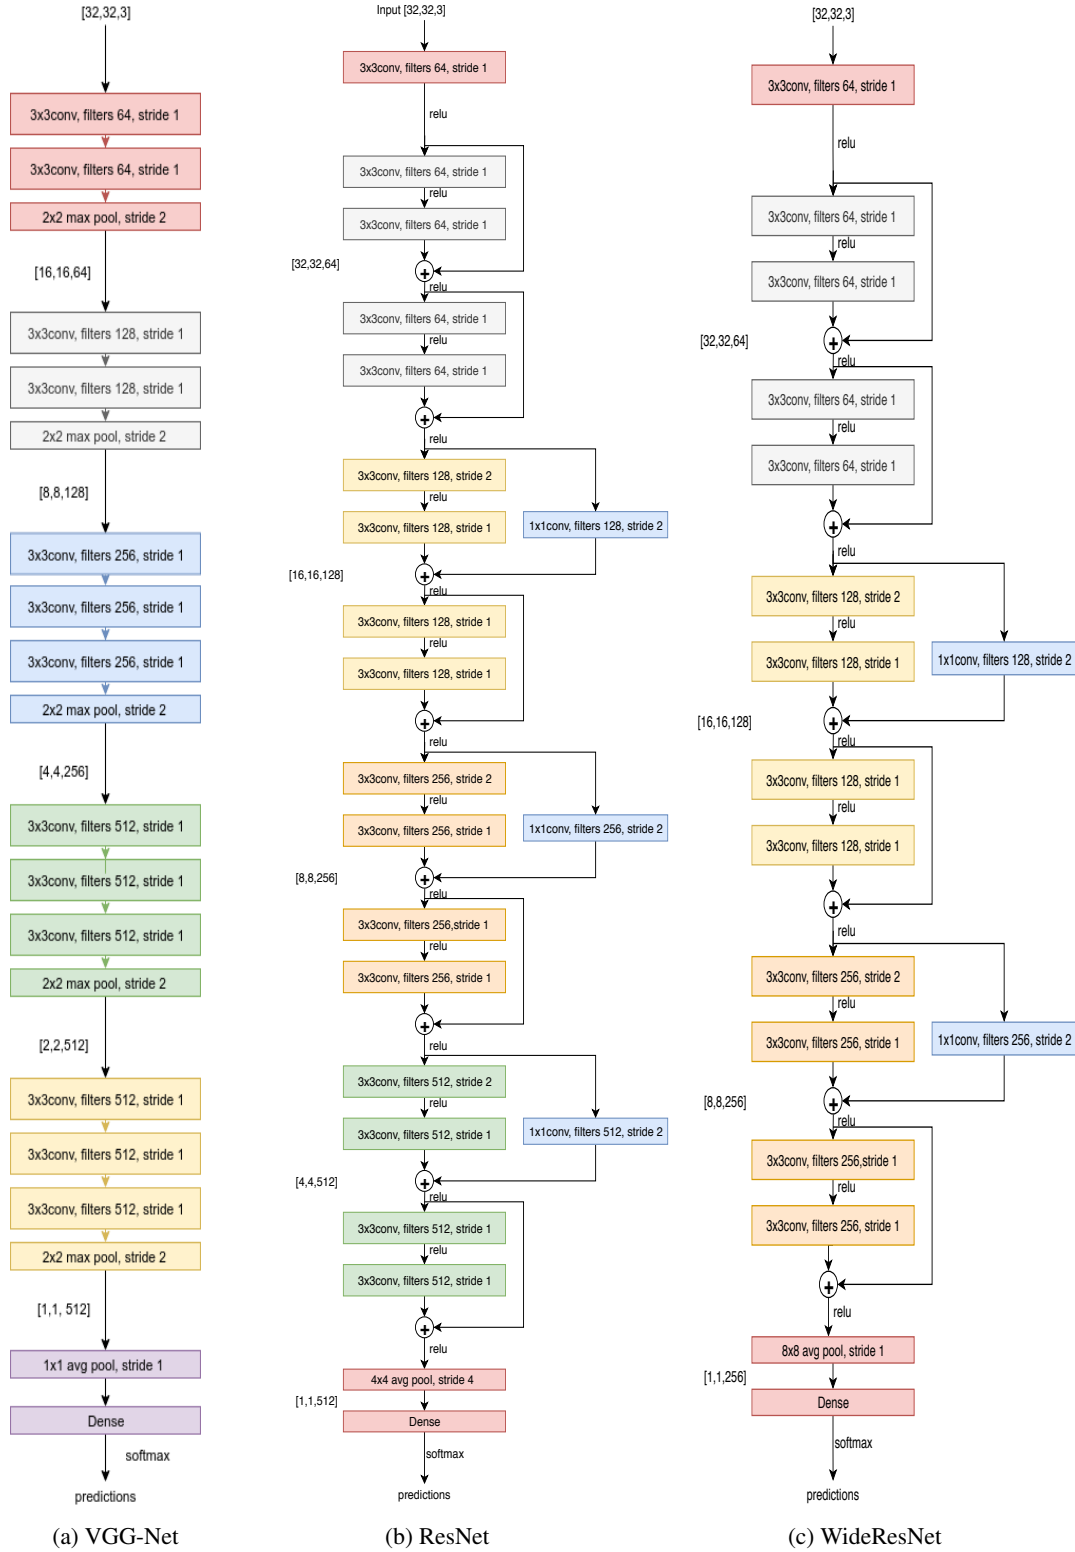 [32,32,3]
3x3conv, filters 64, stride 1
3x3conv, filters 64, stride 1
2x2 max pool, stride 2
[16,16,64]
3x3conv, filters 128, stride 1
3x3conv, filters 128, stride 1
2x2 max pool, stride 2
[8,8,128]
3x3conv, filters 256, stride 1
3x3conv, filters 256, stride 1
3x3conv, filters 256, stride 1
2x2 max pool, stride 2
[4,4,256]
3x3conv, filters 512, stride 1
3x3conv, filters 512, stride 1
3x3conv, filters 512, stride 1
2x2 max pool, stride 2
[2,2,512]
3x3conv, filters 512, stride 1
3x3conv, filters 512, stride 1
3x3conv, filters 512, stride 1
2x2 max pool, stride 2
[1,1, 512]
1x1 avg pool, stride 1
Dense
softmax
predictions
(a) VGG-Net
Input [32,32,3]
3x3conv, filters 64, stride 1
relu
3x3conv, filters 64, stride 1
relu
3x3conv, filters 64, stride 1
[32,32,64]
+
relu
3x3conv, filters 64, stride 1
relu
3x3conv, filters 64, stride 1
+
relu
3x3conv, filters 128, stride 2
relu
3x3conv, filters 128, stride 1
1x1conv, filters 128, stride 2
[16,16,128]
+
relu
3x3conv, filters 128, stride 1
relu
3x3conv, filters 128, stride 1
+
relu
3x3conv, filters 256, stride 2
relu
3x3conv, filters 256, stride 1
1x1conv, filters 256, stride 2
[8,8,256]
+
relu
3x3conv, filters 256,stride 1
relu
3x3conv, filters 256, stride 1
+
relu
3x3conv, filters 512, stride 2
relu
3x3conv, filters 512, stride 1
1x1conv, filters 512, stride 2
[4,4,512]
+
relu
3x3conv, filters 512, stride 1
relu
3x3conv, filters 512, stride 1
+
relu
4x4 avg pool, stride 4
[1,1,512]
Dense
softmax
predictions
(b) ResNet
[32,32,3]
3x3conv, filters 64, stride 1
relu
3x3conv, filters 64, stride 1
relu
3x3conv, filters 64, stride 1
[32,32,64]
+
relu
3x3conv, filters 64, stride 1
relu
3x3conv, filters 64, stride 1
+
relu
3x3conv, filters 128, stride 2
relu
3x3conv, filters 128, stride 1
1x1conv, filters 128, stride 2
[16,16,128]
+
relu
3x3conv, filters 128, stride 1
relu
3x3conv, filters 128, stride 1
+
relu
3x3conv, filters 256, stride 2
relu
3x3conv, filters 256, stride 1
1x1conv, filters 256, stride 2
[8,8,256]
+
relu
3x3conv, filters 256,stride 1
relu
3x3conv, filters 256, stride 1
+
relu
8x8 avg pool, stride 1
[1,1,256]
Dense
softmax
predictions
(c) WideResNet